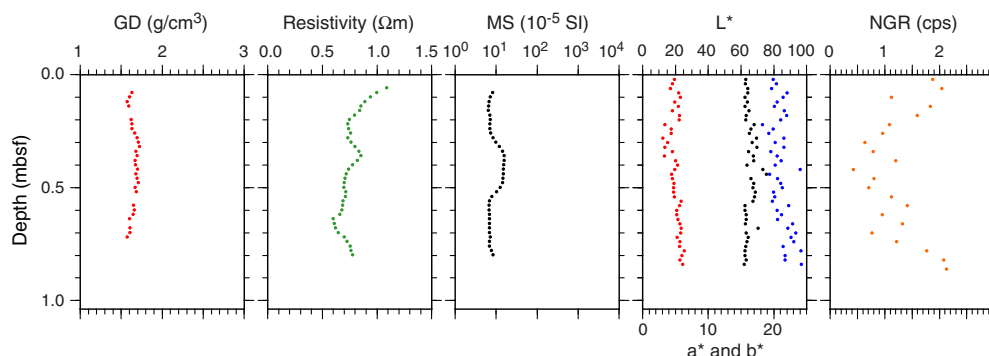 GD (g/cm3) Resistivity (Ωm) MS (10-5 SI) L* NGR (cps)
1 2 3 0.0 0.5 1.0 1.5 100 101 102 103 104 0 20 40 60 80 100 0 1 2
0.0
0.5
1.0
Depth (mbsf)
0 10 20
a* and b*